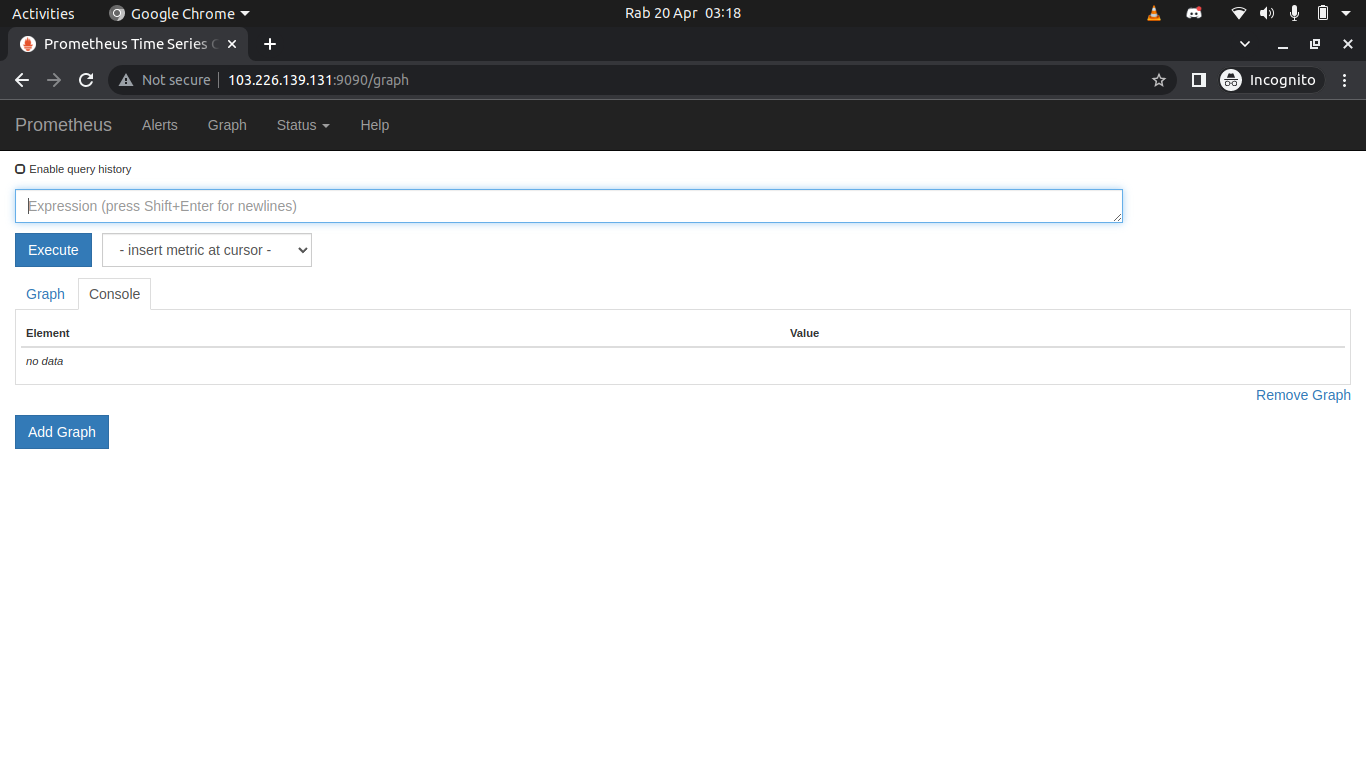 Activities Google Chrome Rab 20 Apr 03:18
Prometheus Time Series
Not secure 103.226.139.131:9090/graph Incognito
Prometheus Alerts Graph Status Help
Enable query history
Expression (press Shift+Enter for newlines)
Execute - insert metric at cursor -
Graph Console
Element Value
no data
Remove Graph
Add Graph